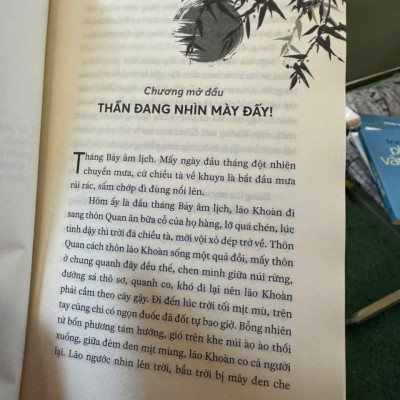 Chương mở đầu
THẦN ĐANG NHÌN MÀY ĐẤY!
Tháng Bảy âm lịch. Mấy ngày đầu tháng đột nhiên
chuyển mưa, cứ chiều tà về khuya là bắt đầu mưa
rải rác, sấm chớp đì đùng nổi lên.
Hôm ấy là đầu tháng Bảy âm lịch, lão Khoàn đi
sang thôn Quan ăn bữa cỗ của họ hàng, lỡ quá chén, lúc
tỉnh dậy thì trời đã chiều tà, mới vội xỏ dép trở về. Thôn
Quan cách thôn lão Khoàn sống một quả đồi, mấy thôn
ở chung quanh đây đều thế, chen mình giữa núi rừng,
đường sá thô sơ, quanh co, khó đi lại nên lão Khoàn
phải cầm theo cây gậy. Đi đến lúc trời tối mịt mù, trên
tay cũng chỉ có ngọn đuốc đã đốt tự bao giờ. Bỗng nhiên
từ bốn phương tám hướng, gió trên khe núi ào ào thổi
xuống, giữa đêm đen mịt mùng, lão Khoàn co cả người
lại. Lão ngước nhìn lên trời, bầu trời bị mây đen che